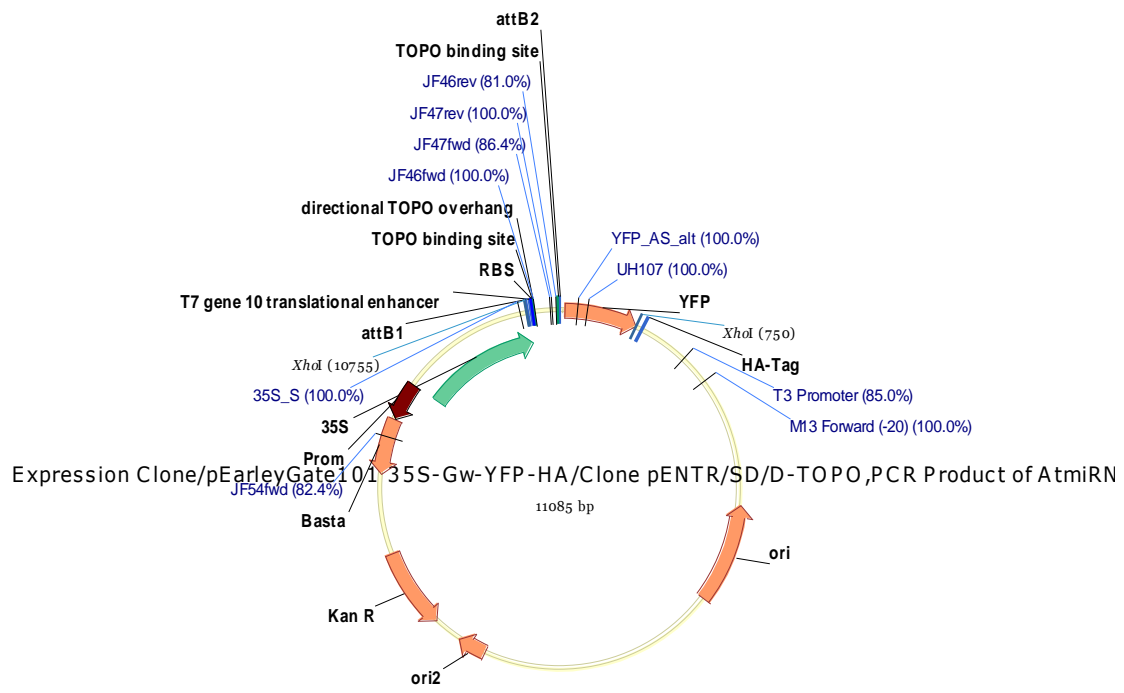 attB2
TOPO binding site
JF46rev (81.0%)
JF47rev (100.0%)
JF47fwd (86.4%)
JF46fwd (100.0%)
directional TOPO overhang
TOPO binding site
RBS
T7 gene 10 translational enhancer
attB1
XhoI (10755)
35S_S (100.0%)
35S
Prom
JF54fwd (82.4%)
Basta
YFP_AS_alt (100.0%)
UH107 (100.0%)
YFP
XhoI (750)
HA-Tag
T3 Promoter (85.0%)
M13 Forward (-20) (100.0%)
Expression Clone/pEarleyGate101 35S-Gw-YFP-HA/Clone pENTR/SD/D-TOPO,PCR Product of AtmiRN
11085 bp
ori
Kan R
ori2